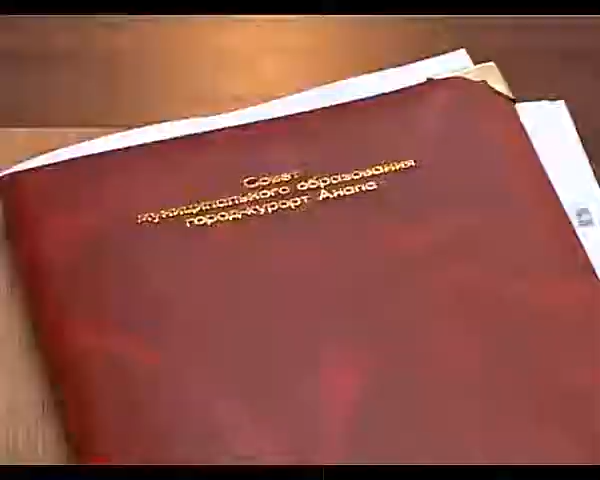 Совет
муниципального образования
город-курорт Анапа